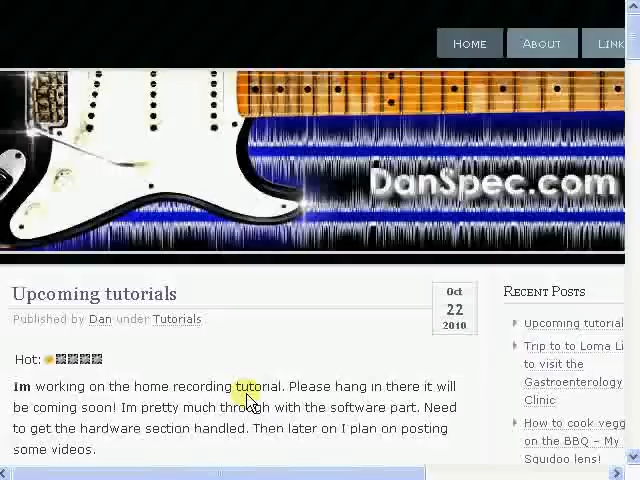 Home About Link
DanSpec.com
Upcoming tutorials
Published by Dan under Tutorials
Oct
22
2010
Hot:
Im working on the home recording tutorial. Please hang in there it will
be coming soon! Im pretty much through with the software part. Need
to get the hardware section handled. Then later on I plan on posting
some videos.
Recent Posts
Upcoming tutorial
Trip to to Loma Li
to visit the
Gastroenterology
Clinic
How to cook vegg
on the BBQ – My
Squidoo lens!